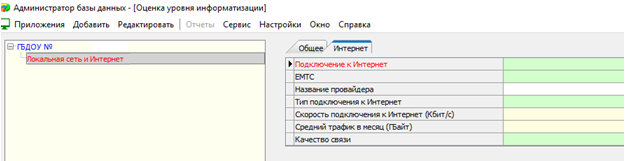 Администратор базы данных - [Оценка уровня информатизации]
Приложения Добавить Редактировать Отчеты Сервис Настройки Окно Справка
ГБДОУ №
Локальная сеть и Интернет
Общее Интернет
Подключение к Интернет
ЕМТС
Название провайдера
Тип подключения к Интернет
Скорость подключения к Интернет (Кбит/с)
Средний трафик в месяц (ГБайт)
Качество связи